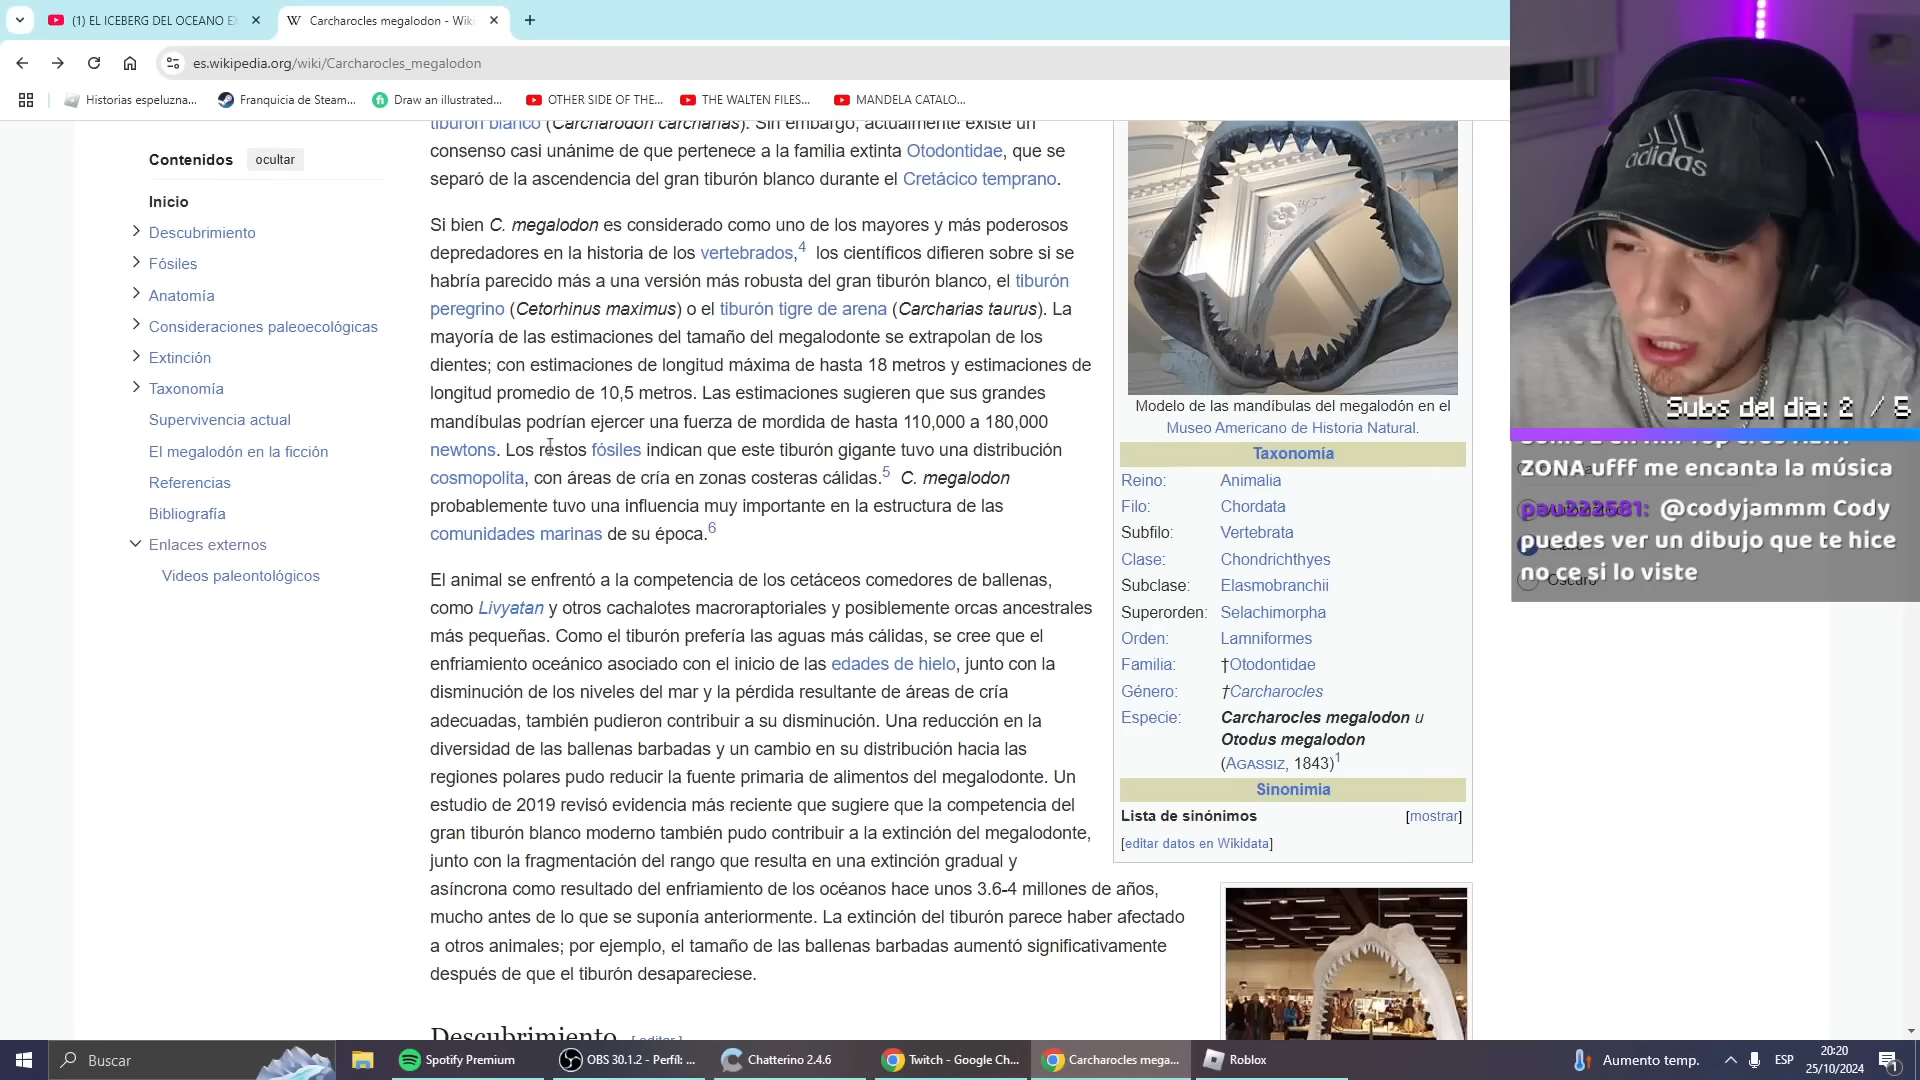 (1) EL ICEBERG DEL OCEANO E
Carcharocles megalodon - Wik
es.wikipedia.org/wiki/Carcharocles_megalodon
Historias espeluzna...
Franquicia de Steam...
Draw an illustrated...
OTHER SIDE OF THE...
THE WALTEN FILES...
MANDELA CATALO...
Contenidos
ocultar
Inicio
Descubrimiento
Fósiles
Anatomía
Consideraciones paleoecológicas
Extinción
Taxonomía
Supervivencia actual
El megalodón en la ficción
Referencias
Bibliografía
Enlaces externos
Videos paleontológicos
tiburón blanco (Carcharodon carcharias). Sin embargo, actualmente existe un
consenso casi unánime de que pertenece a la familia extinta Otodontidae, que se
separó de la ascendencia del gran tiburón blanco durante el Cretácico temprano.
Si bien C. megalodon es considerado como uno de los mayores y más poderosos
depredadores en la historia de los vertebrados,4 los científicos difieren sobre si se
habría parecido más a una versión más robusta del gran tiburón blanco, el tiburón
peregrino (Cetorhinus maximus) o el tiburón tigre de arena (Carcharias taurus). La
mayoría de las estimaciones del tamaño del megalodonte se extrapolan de los
dientes; con estimaciones de longitud máxima de hasta 18 metros y estimaciones de
longitud promedio de 10,5 metros. Las estimaciones sugieren que sus grandes
mandíbulas podrían ejercer una fuerza de mordida de hasta 110,000 a 180,000
newtons. Los restos fósiles indican que este tiburón gigante tuvo una distribución
cosmopolita, con áreas de cría en zonas costeras cálidas.5 C. megalodon
probablemente tuvo una influencia muy importante en la estructura de las
comunidades marinas de su época.6
El animal se enfrentó a la competencia de los cetáceos comedores de ballenas,
como Livyatan y otros cachalotes macroraptoriales y posiblemente orcas ancestrales
más pequeñas. Como el tiburón prefería las aguas más cálidas, se cree que el
enfriamiento oceánico asociado con el inicio de las edades de hielo, junto con la
disminución de los niveles del mar y la pérdida resultante de áreas de cría
adecuadas, también pudieron contribuir a su disminución. Una reducción en la
diversidad de las ballenas barbadas y un cambio en su distribución hacia las
regiones polares pudo reducir la fuente primaria de alimentos del megalodonte. Un
estudio de 2019 revisó evidencia más reciente que sugiere que la competencia del
gran tiburón blanco moderno también pudo contribuir a la extinción del megalodonte,
junto con la fragmentación del rango que resulta en una extinción gradual y
asíncrona como resultado del enfriamiento de los océanos hace unos 3.6-4 millones de años,
mucho antes de lo que se suponía anteriormente. La extinción del tiburón parece haber afectado
a otros animales; por ejemplo, el tamaño de las ballenas barbadas aumentó significativamente
después de que el tiburón desapareciese.
Descubrimiento [editar]
Modelo de las mandíbulas del megalodón en el
Museo Americano de Historia Natural.
Taxonomía
Reino: Animalia
Filo: Chordata
Subfilo: Vertebrata
Clase: Chondrichthyes
Subclase: Elasmobranchii
Superorden: Selachimorpha
Orden: Lamniformes
Familia: †Otodontidae
Género: †Carcharocles
Especie: Carcharocles megalodon u
Otodus megalodon
(AGASSIZ, 1843)1
Sinonimia
Lista de sinónimos [mostrar]
[editar datos en Wikidata]
adidas
Subs del dia: 2 / 5
ZONA ufff me encanta la música
pau222581: @codyjammm Cody
puedes ver un dibujo que te hice
no ce si lo viste
Claro
Oscuro
Buscar
Spotify Premium
OBS 30.1.2 - Perfil: ...
Chatterino 2.4.6
Twitch - Google Ch...
Carcharocles mega...
Roblox
Aumento temp.
ESP
20:20
25/10/2024
1